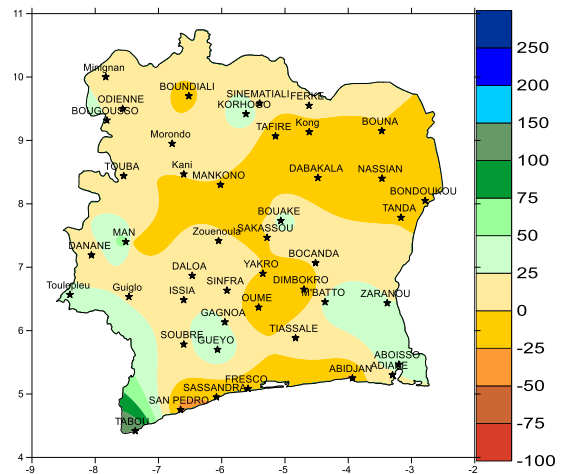 11
10
9
8
7
6
5
4
-9
-8
-7
-6
-5
-4
-3
-2
Minignan
BOUNDIALI
SINEMATIALI
FERKE
ODIENNE
KORHOGO
BOUGOUSSO
TAFIRE
Kong
BOUNA
Morondo
TOUBA
Kani
MANKONO
DABAKALA
NASSIAN
BONDOUKOU
TANDA
BOUAKE
MAN
Zouenoula
SAKASSOU
DANANE
BOCANDA
DALOA
YAKRO
Touleplou
Guiglo
ISSIA
SINFRA
DIMBOKRO
M'BATTO
ZARANOU
OUME
GAGNOA
TIASSALE
SOUBRE
GUEYO
ABOISSO
ABIDJAN
ADIAKE
FRESCO
SASSANDRA
SAN PEDRO
TABOU
250
200
150
100
75
50
25
0
-25
-50
-75
-100